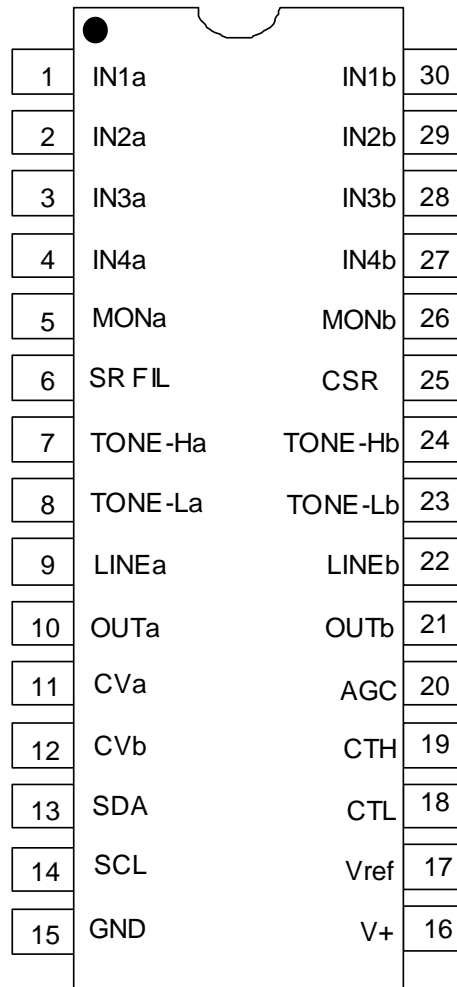 1 IN1a IN1b 30
2 IN2a IN2b 29
3 IN3a IN3b 28
4 IN4a IN4b 27
5 MONa MONb 26
6 SR FIL CSR 25
7 TONE-Ha TONE-Hb 24
8 TONE-La TONE-Lb 23
9 LINEa LINEb 22
10 OUTa OUTb 21
11 CVa AGC 20
12 CVb CTH 19
13 SDA CTL 18
14 SCL Vref 17
15 GND V+ 16